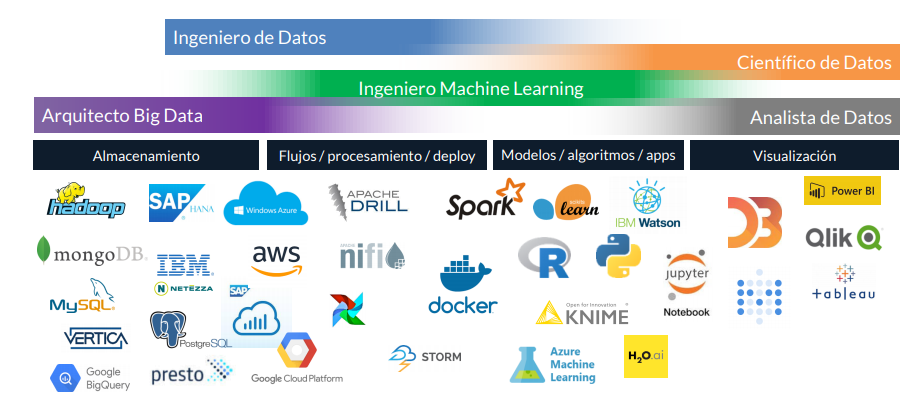 Ingeniero de Datos
Científico de Datos
Ingeniero Machine Learning
Arquitecto Big Data
Analista de Datos
Almacenamiento
Flujos / procesamiento / deploy
Modelos / algoritmos / apps
Visualización
hadoop
SAP HANA
Windows Azure
APACHE
DRILL
Spark
learn
IBM Watson
D3
Power BI
Qlik Q
mongoDB.
IBM
NETEZZA
aws
nifi
docker
R
jupyter
Notebook
+ableau
MySQL
SAP
PostgreSQL
Open for Innovation
KNIME
VERTICA
Google Cloud Platform
STORM
Azure
Machine
Learning
H2O.ai
Google
BigQuery
presto